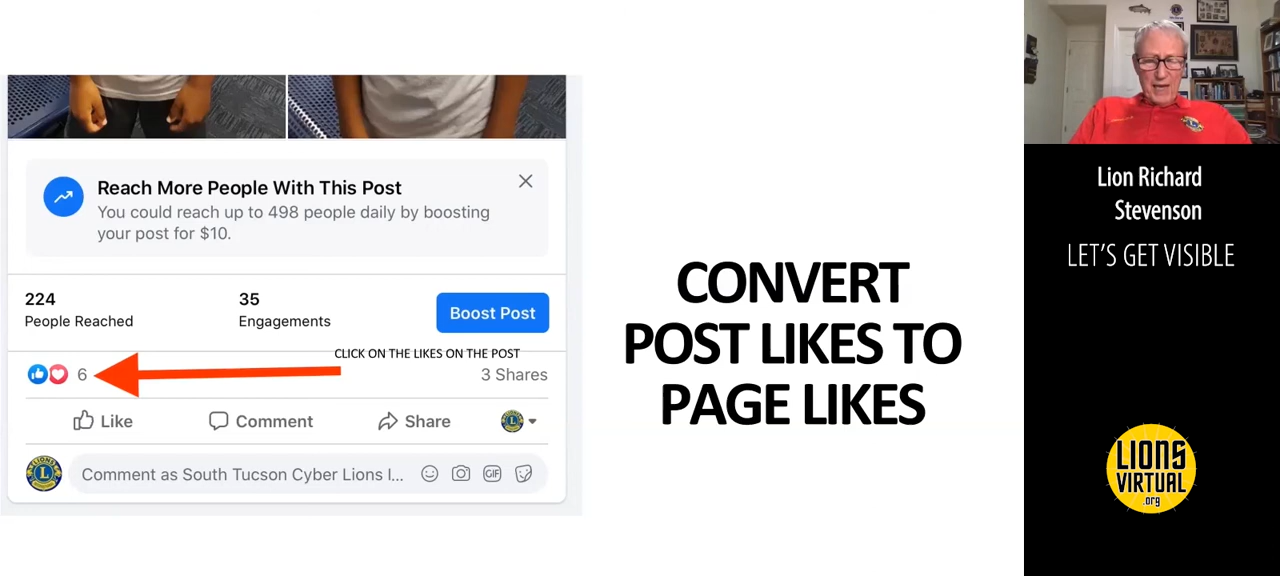 Reach More People With This Post
You could reach up to 498 people daily by boosting
your post for $10.
224
People Reached
35
Engagements
Boost Post
CLICK ON THE LIKES ON THE POST
6
3 Shares
Like
Comment
Share
Comment as South Tucson Cyber Lions I...
GIF
CONVERT
POST LIKES TO
PAGE LIKES
Lion Richard
Stevenson
LET'S GET VISIBLE
LIONS
VIRTUAL
.org